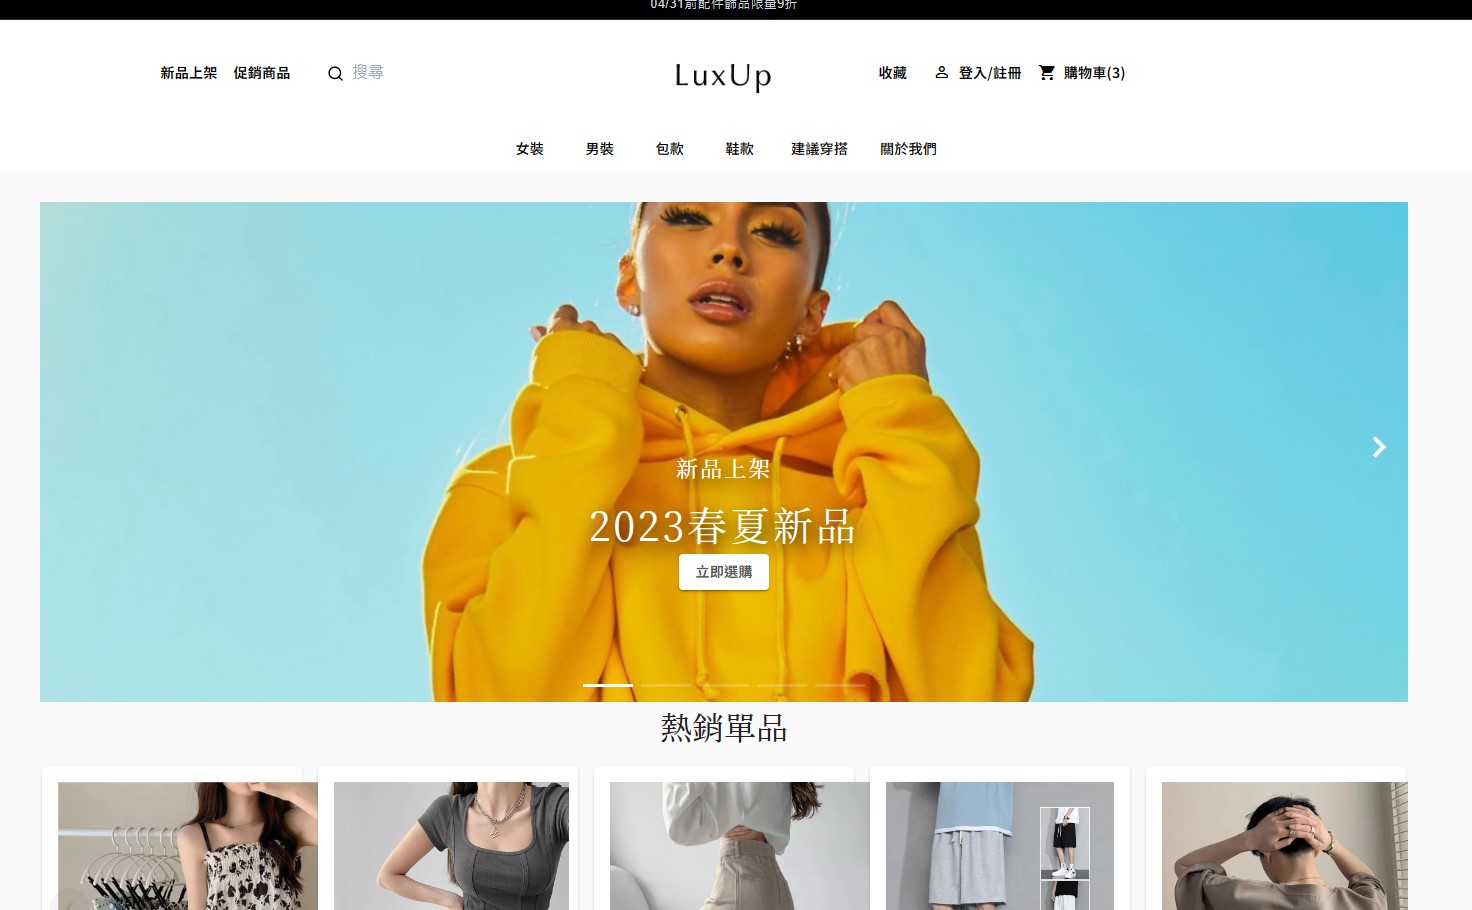 04/31前配件飾品限量9折
新品上架 促銷商品 搜尋 LuxUp 收藏 登入/註冊 購物車(3)
女裝 男裝 包款 鞋款 建議穿搭 關於我們
新品上架
2023春夏新品
立即選購
熱銷單品